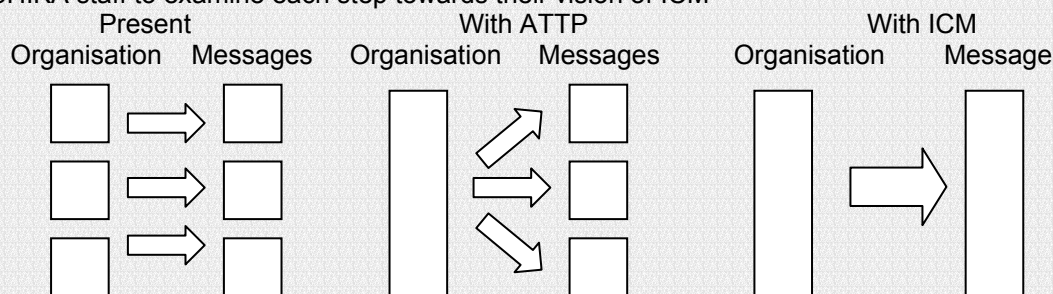 staff to examine each step towards their vision of ICM
Present With ATTP With ICM
Organisation Messages Organisation Messages Organisation Message